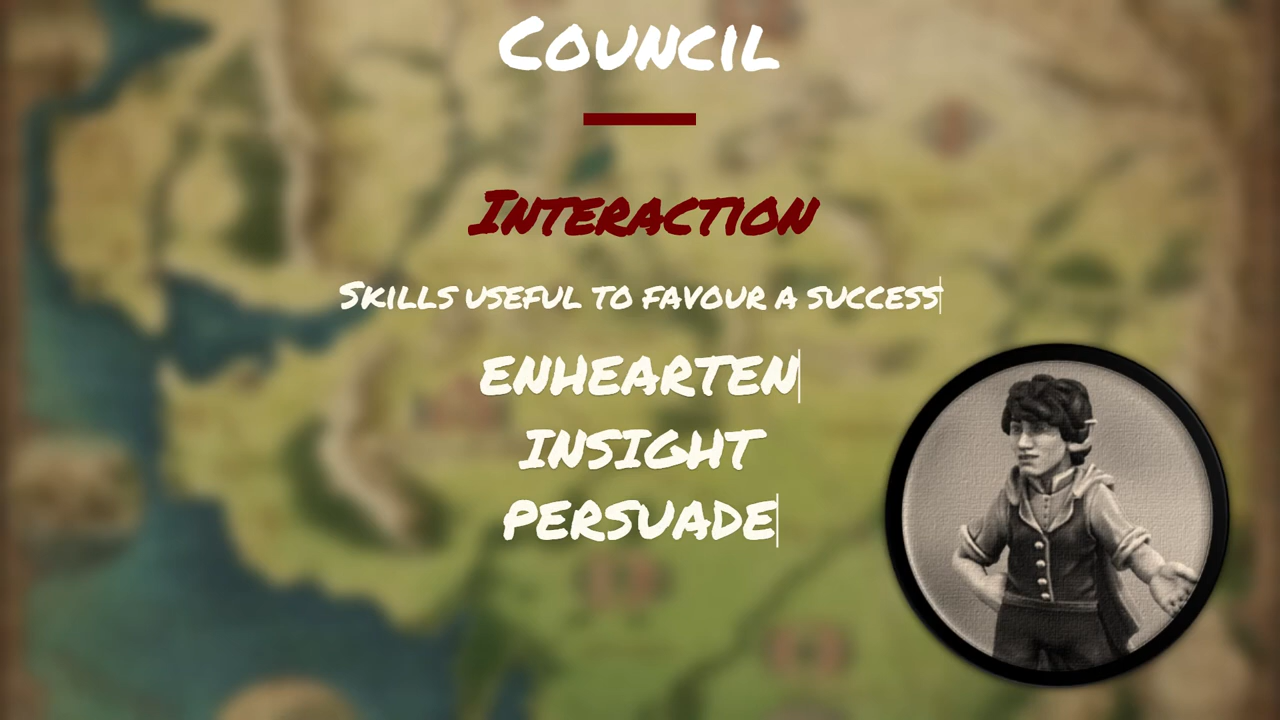 Council
Interaction
Skills useful to favour a success
ENHEARTEN
INSIGHT
PERSUADE